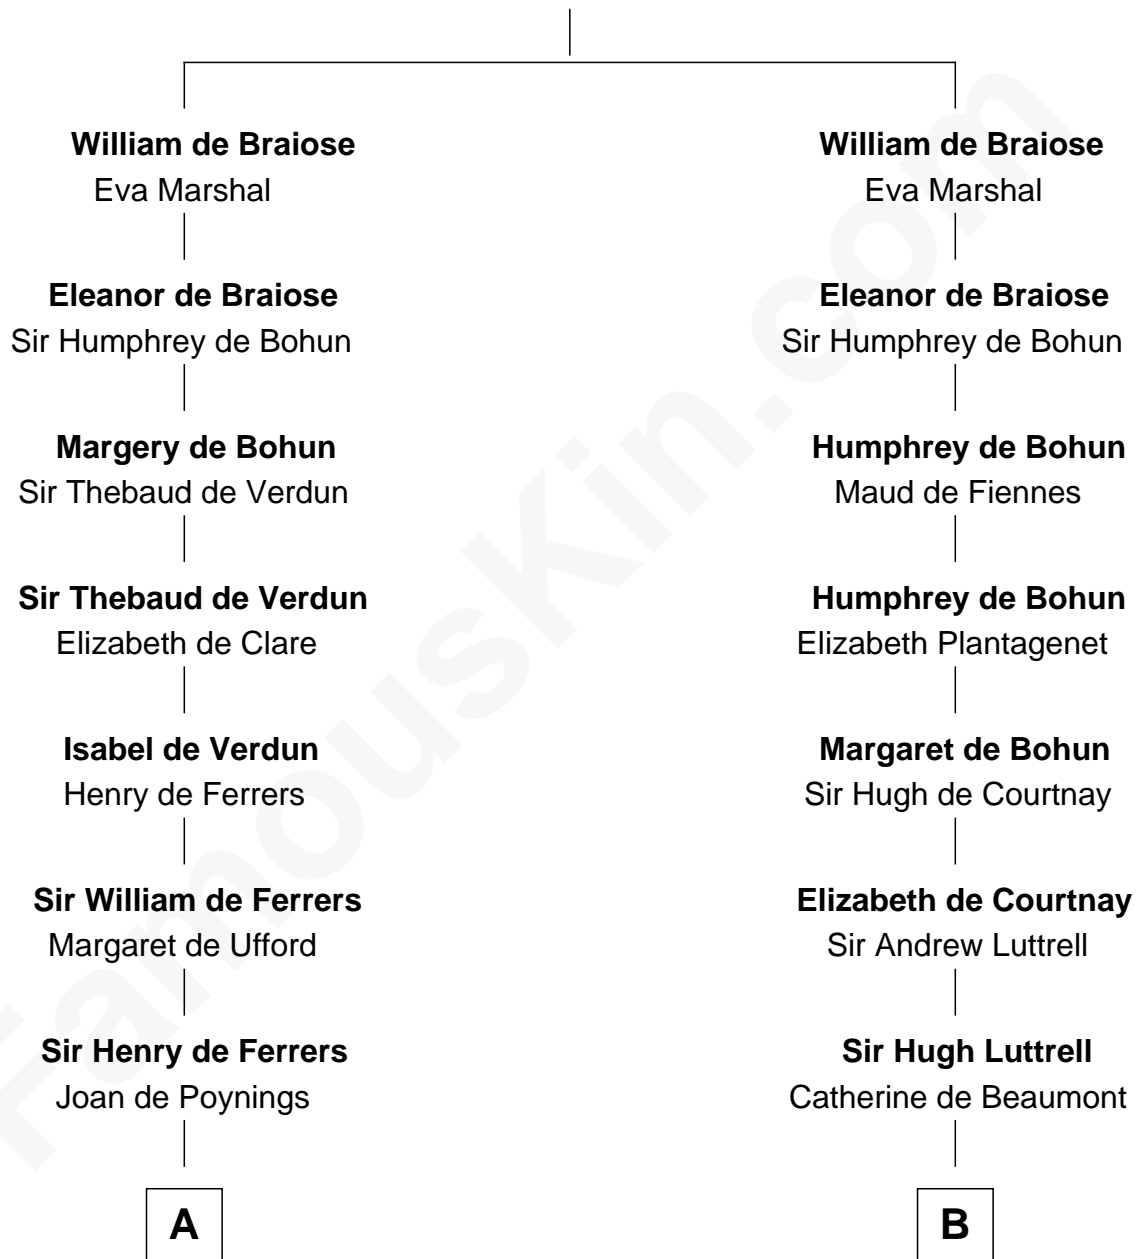 William de Braiose
Eva Marshal
Eleanor de Braiose
Sir Humphrey de Bohun
Margery de Bohun
Sir Thebaud de Verdun
Sir Thebaud de Verdun
Elizabeth de Clare
Isabel de Verdun
Henry de Ferrers
Sir William de Ferrers
Margaret de Ufford
Sir Henry de Ferrers
Joan de Poynings
A
William de Braiose
Eva Marshal
Eleanor de Braiose
Sir Humphrey de Bohun
Humphrey de Bohun
Maud de Fiennes
Humphrey de Bohun
Elizabeth Plantagenet
Margaret de Bohun
Sir Hugh de Courtnay
Elizabeth de Courtnay
Sir Andrew Luttrell
Sir Hugh Luttrell
Catherine de Beaumont
B
FamousKin.com